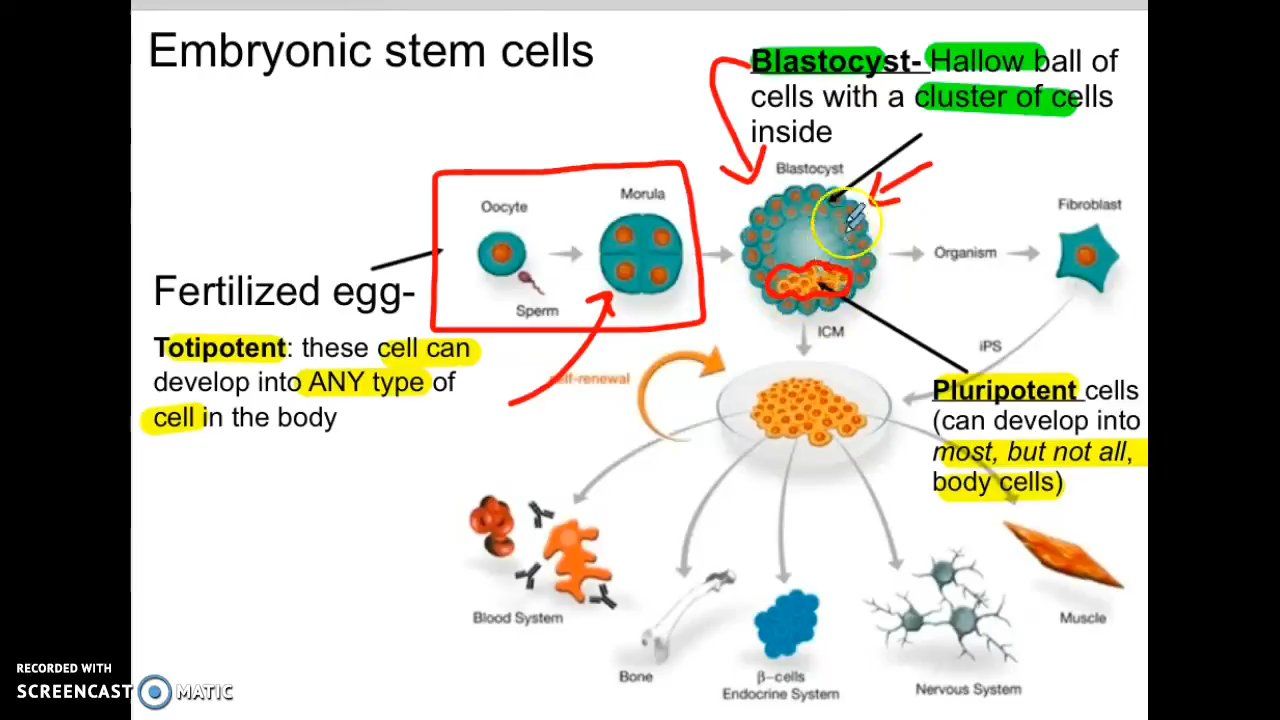 Embryonic stem cells
Blastocyst- Hallow ball of
cells with a cluster of cells
inside
Blastocyst
Morula
Oocyte
Fibroblast
Organism
Fertilized egg-
Sperm
ICM
iPS
Totipotent: these cell can
develop into ANY type of
cell in the body
self-renewal
Pluripotent cells
(can develop into
most, but not all,
body cells)
Blood System
Muscle
Bone
β-cells
Endocrine System
Nervous System
RECORDED WITH
SCREENCAST MATIC